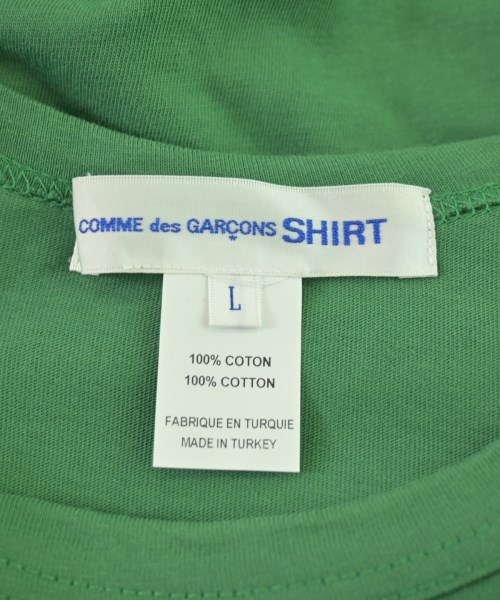 COMME des GARÇONS SHIRT
L
100% COTON
100% COTTON
FABRIQUE EN TURQUIE
MADE IN TURKEY